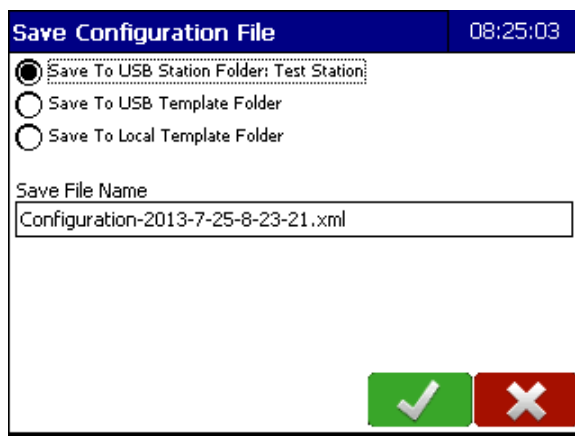 Save Configuration File 08:25:03
Save To USB Station Folder: Test Station
Save To USB Template Folder
Save To Local Template Folder
Save File Name
Configuration-2013-7-25-8-23-21.xml